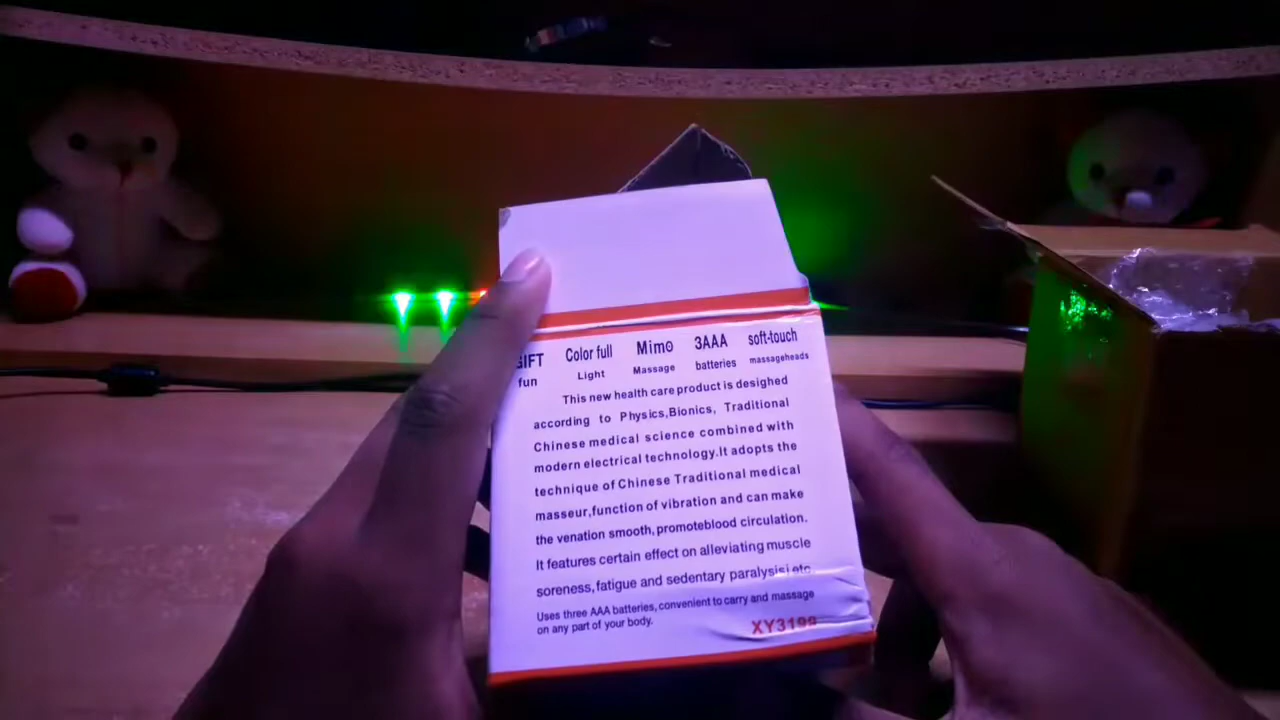 GIFT Color full Mimo 3AAA soft-touch
fun Light Massage batteries massageheads
This new health care product is desighed
according to Physics,Bionics, Traditional
Chinese medical science combined with
modern electrical technology.It adopts the
technique of Chinese Traditional medical
masseur,function of vibration and can make
the venation smooth, promoteblood circulation.
It features certain effect on alleviating muscle
soreness, fatigue and sedentary paralysisi etc
Uses three AAA batteries, convenient to carry and massage
on any part of your body.
XY3199